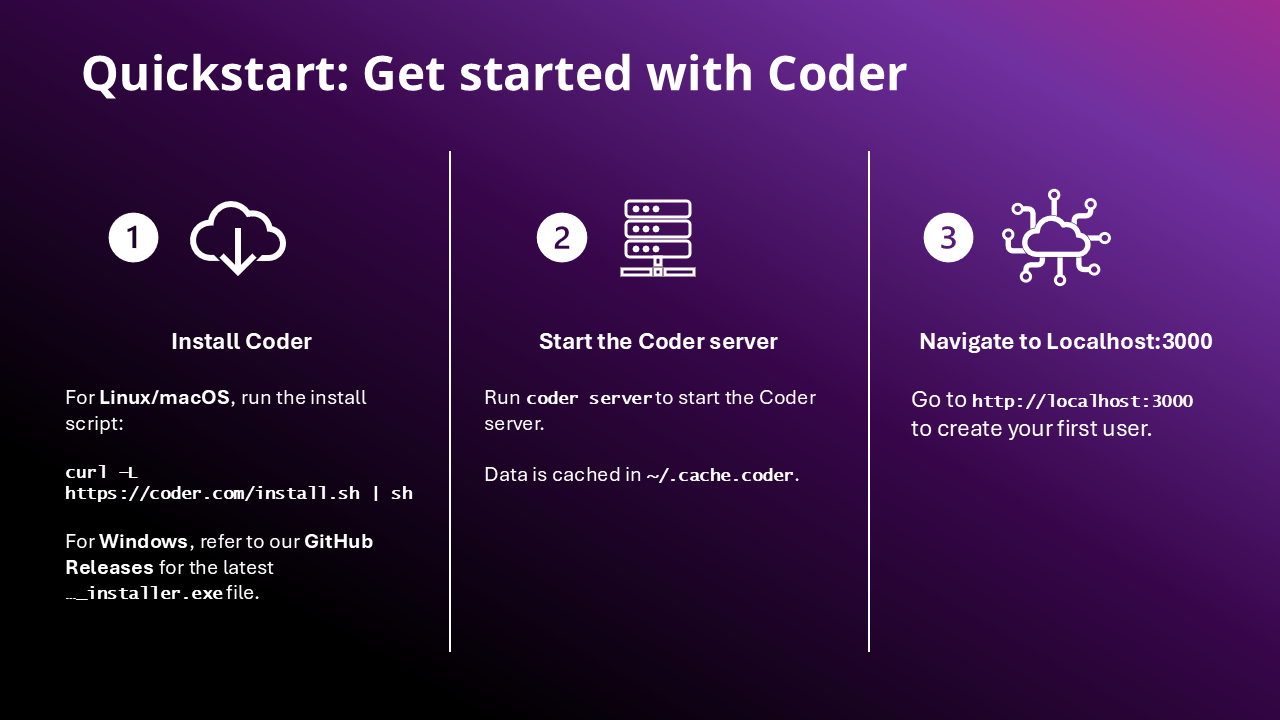 Quickstart: Get started with Coder
1
Install Coder
For Linux/macOS, run the install
script:
curl –L
https://coder.com/install.sh | sh
For Windows, refer to our GitHub
Releases for the latest
…_installer.exe file.
2
Start the Coder server
Run coder server to start the Coder
server.
Data is cached in ~/.cache.coder.
3
Navigate to Localhost:3000
Go to http://localhost:3000
to create your first user.